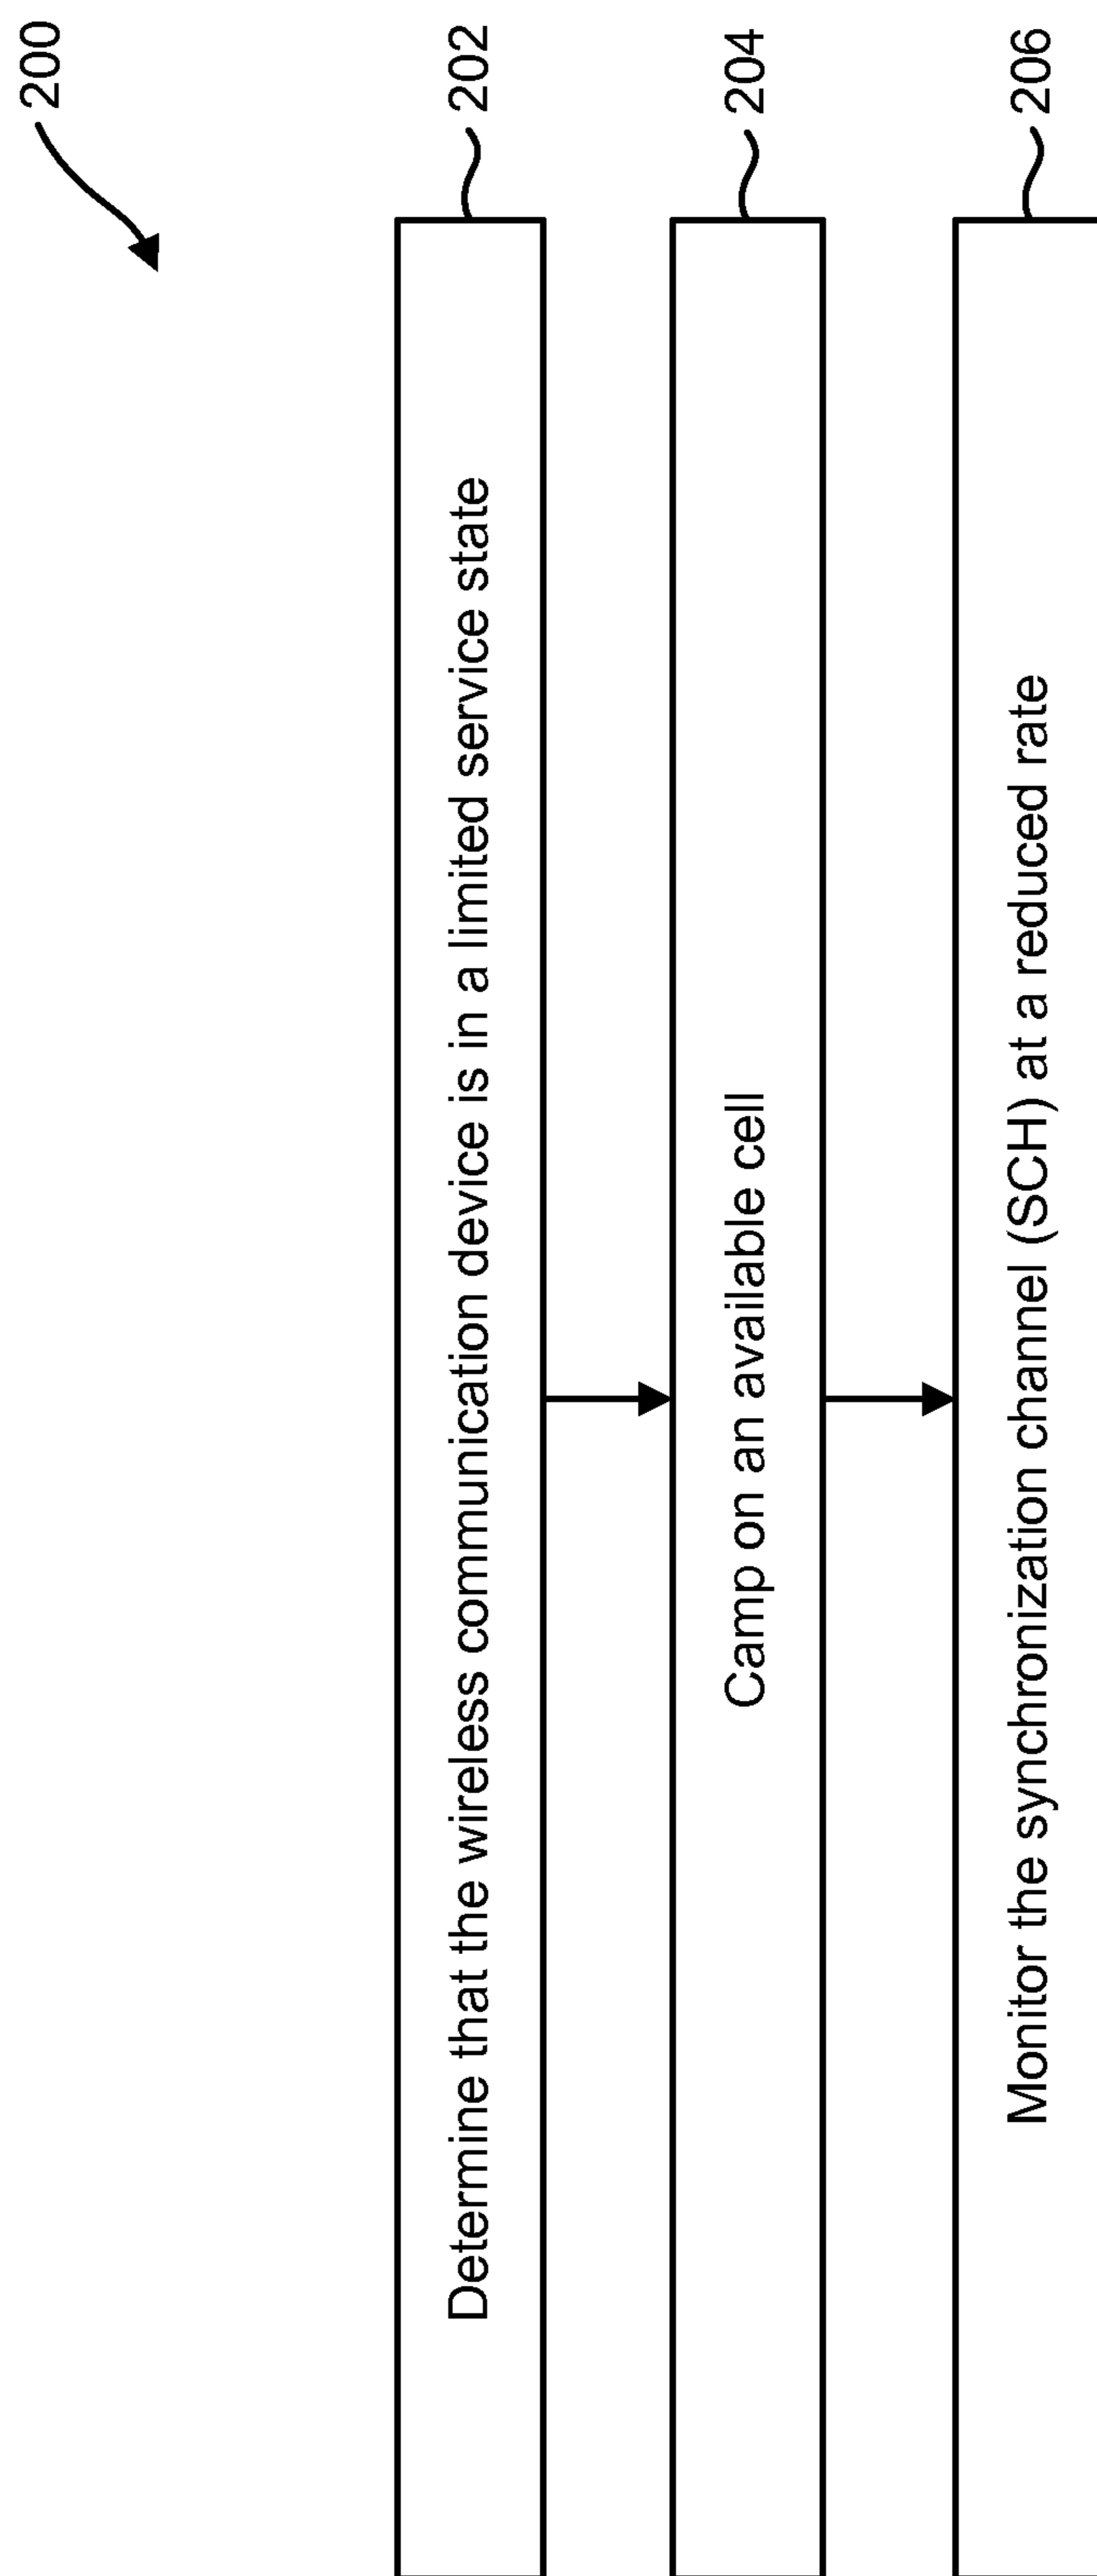 200
Determine that the wireless communication device is in a limited service state
202
Camp on an available cell
204
Monitor the synchronization channel (SCH) at a reduced rate
206